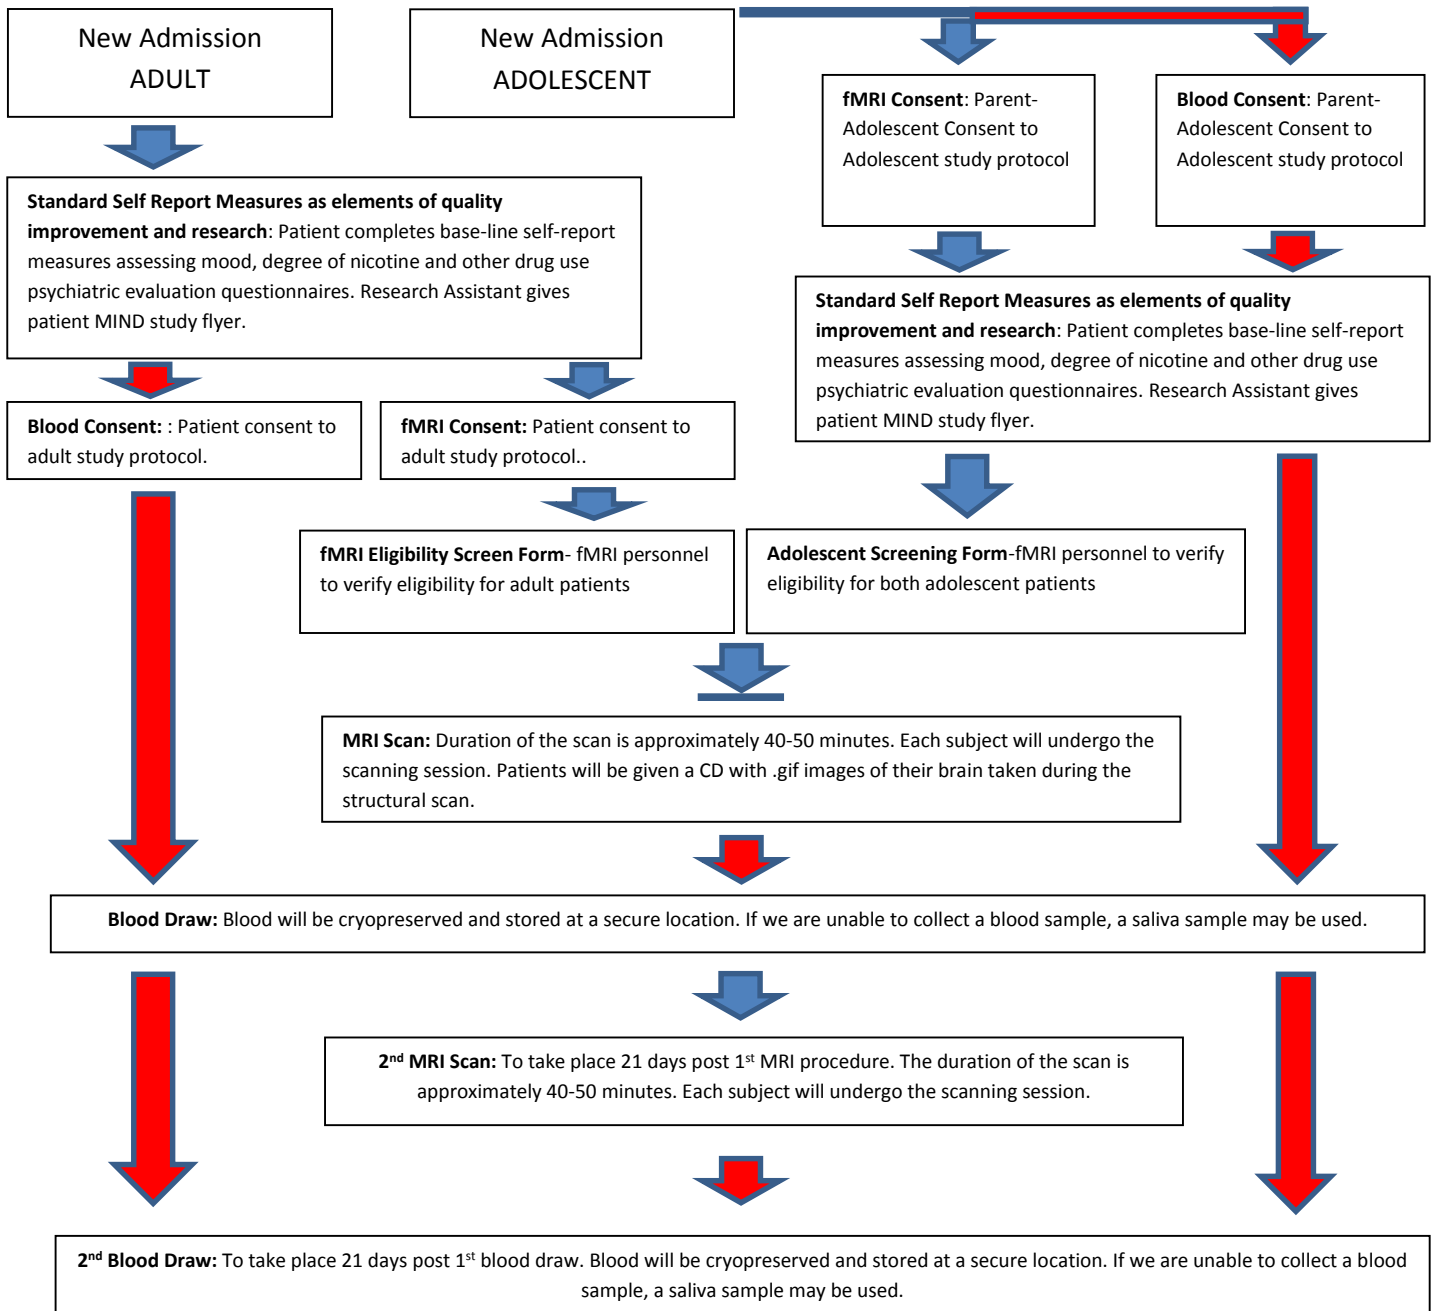 New Admission
ADULT
New Admission
ADOLESCENT
fMRI Consent: Parent-
Adolescent Consent to
Adolescent study protocol
Blood Consent: Parent-
Adolescent Consent to
Adolescent study protocol
Standard Self Report Measures as elements of quality
improvement and research: Patient completes base-line self-report
measures assessing mood, degree of nicotine and other drug use
psychiatric evaluation questionnaires. Research Assistant gives
patient MIND study flyer.
Standard Self Report Measures as elements of quality
improvement and research: Patient completes base-line self-report
measures assessing mood, degree of nicotine and other drug use
psychiatric evaluation questionnaires. Research Assistant gives
patient MIND study flyer.
Blood Consent: : Patient consent to
adult study protocol.
fMRI Consent: Patient consent to
adult study protocol..
fMRI Eligibility Screen Form- fMRI personnel
to verify eligibility for adult patients
Adolescent Screening Form-fMRI personnel to verify
eligibility for both adolescent patients
MRI Scan: Duration of the scan is approximately 40-50 minutes. Each subject will undergo the
scanning session. Patients will be given a CD with .gif images of their brain taken during the
structural scan.
Blood Draw: Blood will be cryopreserved and stored at a secure location. If we are unable to collect a blood sample, a saliva sample may be used.
2nd MRI Scan: To take place 21 days post 1st MRI procedure. The duration of the scan is
approximately 40-50 minutes. Each subject will undergo the scanning session.
2nd Blood Draw: To take place 21 days post 1st blood draw. Blood will be cryopreserved and stored at a secure location. If we are unable to collect a blood
sample, a saliva sample may be used.